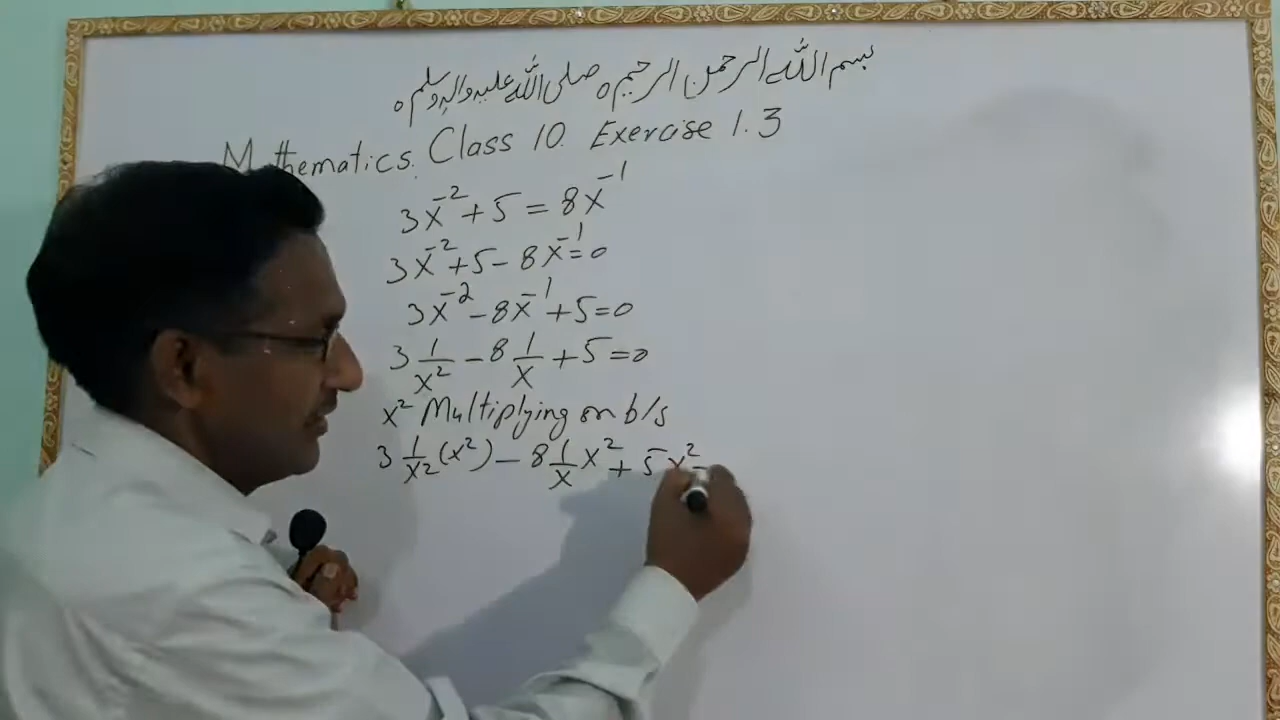 بسم اللہ الرحمن الرحیم ہ صلی اللہ علیہ والہ وسلم ہ
Mathematics. Class 10. Exercise 1.3
3x⁻² + 5 = 8x⁻¹
3x⁻² + 5 - 8x⁻¹ = 0
3x⁻² - 8x⁻¹ + 5 = 0
3 1/x² - 8 1/x + 5 = 0
x² Multiplying on b/s
3 1/x² (x²) - 8 1/x x² + 5x²